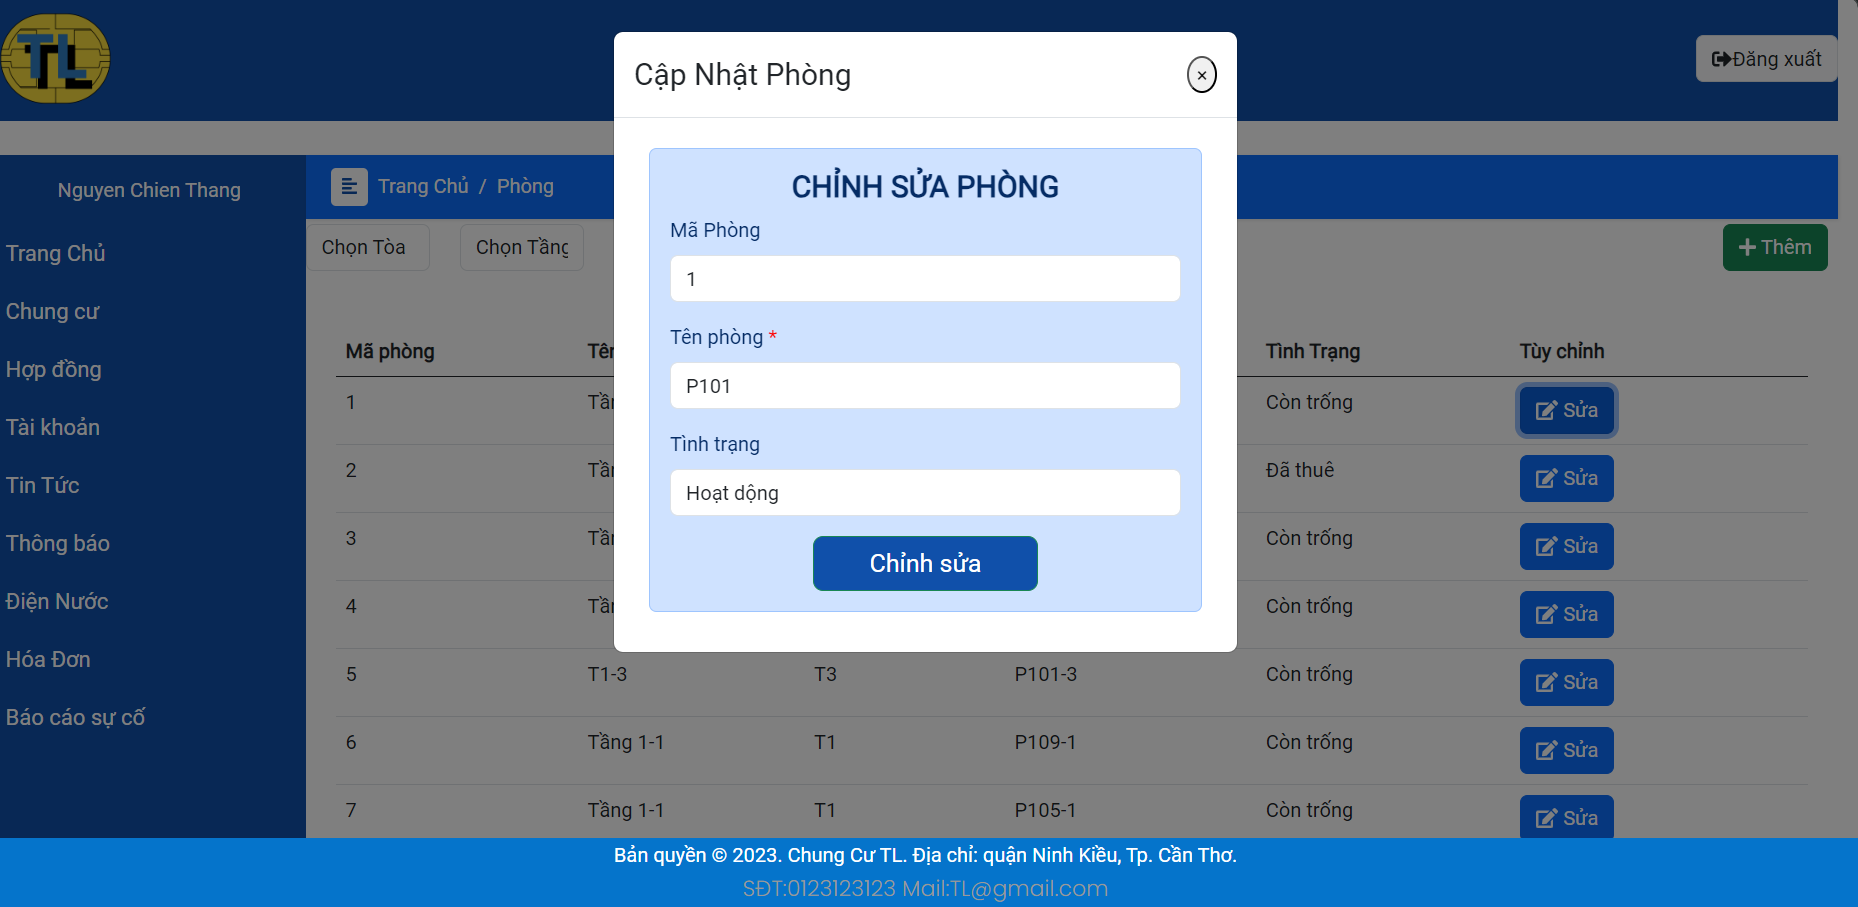 TL
Cập Nhật Phòng
×
Đăng xuất
Nguyen Chien Thang
Trang Chủ / Phòng
CHỈNH SỬA PHÒNG
Trang Chủ
Chọn Tòa
Chọn Tầng
Thêm
Mã Phòng
1
Chung cư
Tên phòng *
Mã phòng
Tình Trạng
Tùy chỉnh
Hợp đồng
P101
1
Còn trống
Sửa
Tài khoản
Tình trạng
2
Đã thuê
Sửa
Tin Tức
Hoạt dộng
3
Còn trống
Sửa
Thông báo
Chỉnh sửa
4
Còn trống
Sửa
Điện Nước
Hóa Đơn
5 T1-3 T3 P101-3 Còn trống Sửa
Báo cáo sự cố
6 Tầng 1-1 T1 P109-1 Còn trống Sửa
7 Tầng 1-1 T1 P105-1 Còn trống Sửa
Bản quyền © 2023. Chung Cư TL. Địa chỉ: quận Ninh Kiều, Tp. Cần Thơ.
SĐT:0123123123 Mail:TL@gmail.com